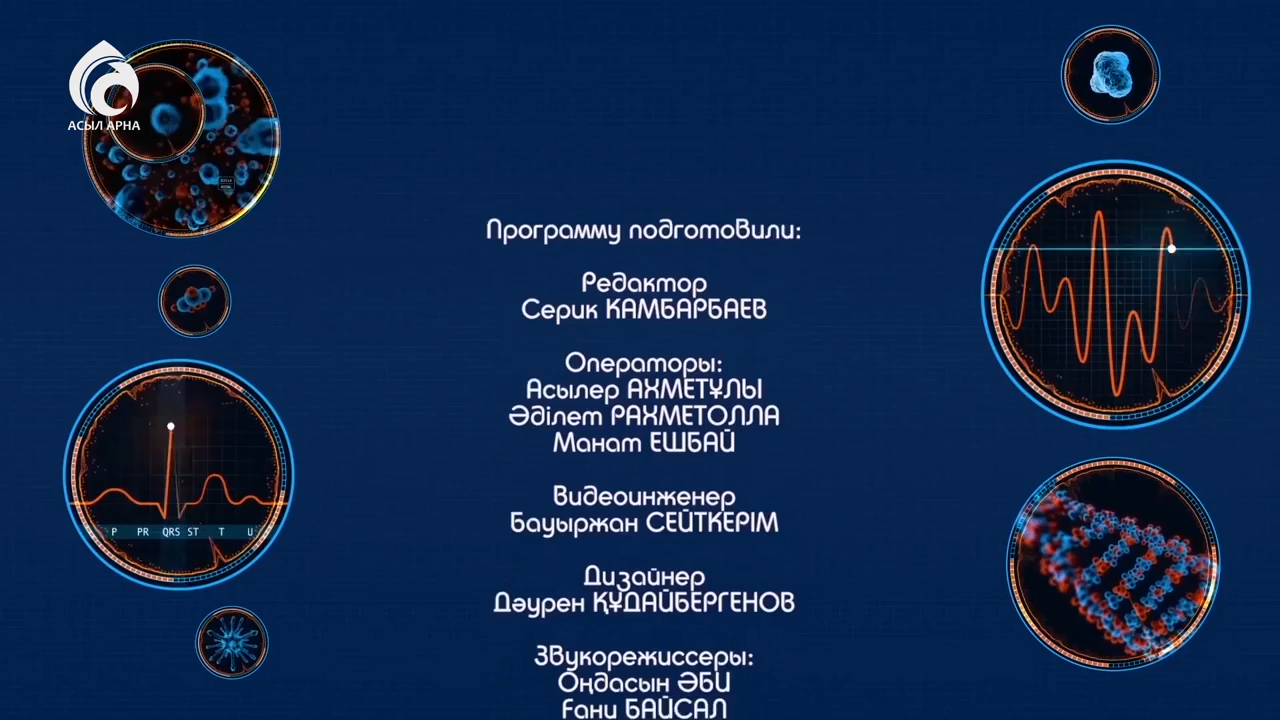 АСЫЛ АРНА
Программу подготовили:
Редактор
Серик КАМБАРБАЕВ
Операторы:
Асылер АХМЕТҰЛЫ
Әділет РАХМЕТОЛЛА
Манат ЕШБАЙ
Видеоинженер
Бауыржан СЕЙТКЕРІМ
Дизайнер
Дәурен ҚҰДАЙБЕРГЕНОВ
Звукорежиссеры:
Оңдасын ӘБИ
Ғани БАЙСАЛ
P PR QRS ST T U